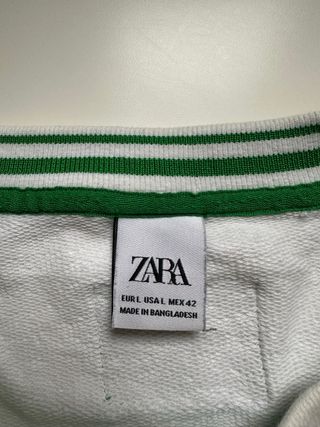 ZARA
EUR L USA L MEX 42
MADE IN BANGLADESH